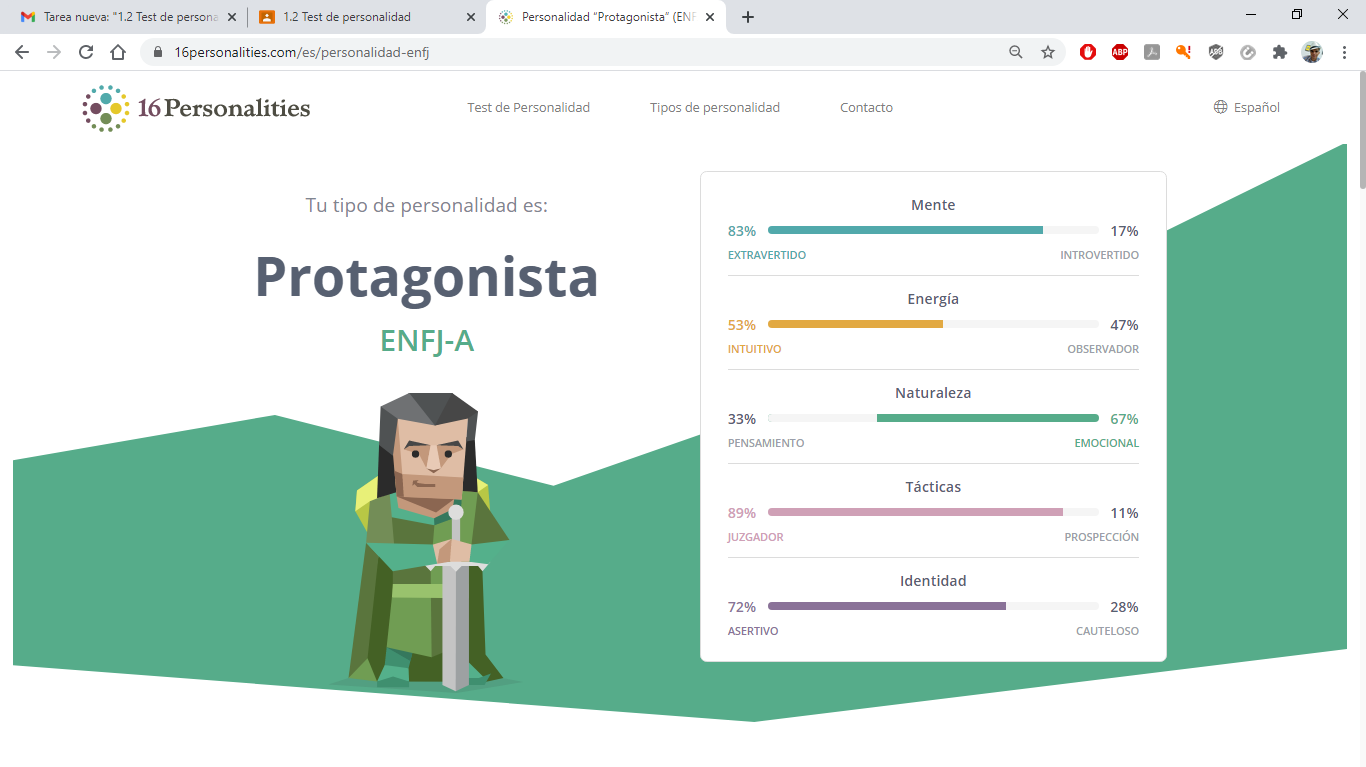 Tarea nueva: "1.2 Test de persona
1.2 Test de personalidad
Personalidad "Protagonista" (ENF
16personalities.com/es/personalidad-enfj
ABP
16Personalities
Test de Personalidad
Tipos de personalidad
Contacto
Español
Tu tipo de personalidad es:
Protagonista
ENFJ-A
Mente
83% 17%
EXTRAVERTIDO INTROVERTIDO
Energía
53% 47%
INTUITIVO OBSERVADOR
Naturaleza
33% 67%
PENSAMIENTO EMOCIONAL
Tácticas
89% 11%
JUZGADOR PROSPECCIÓN
Identidad
72% 28%
ASERTIVO CAUTELOSO